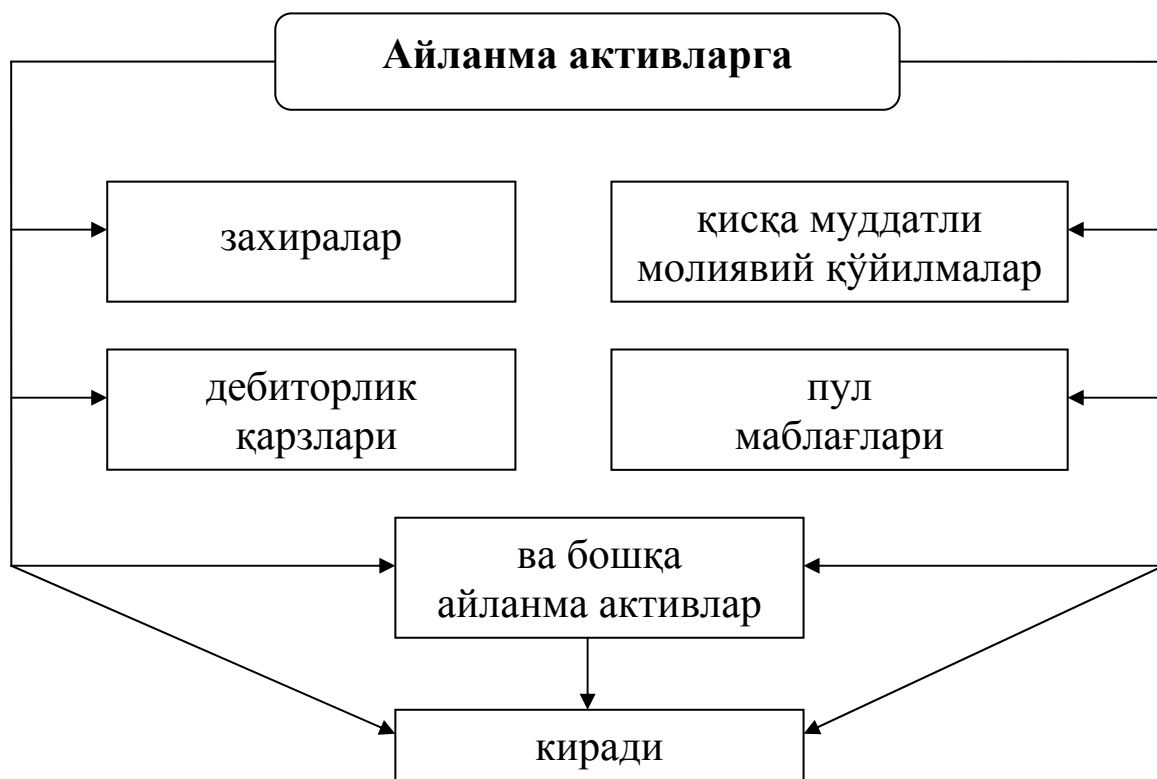 Айланма активларга
захиралар
қисқа муддатли
молиявий қўйилмалар
дебиторлик
қарзлари
пул
маблағлари
ва бошқа
айланма активлар
киради